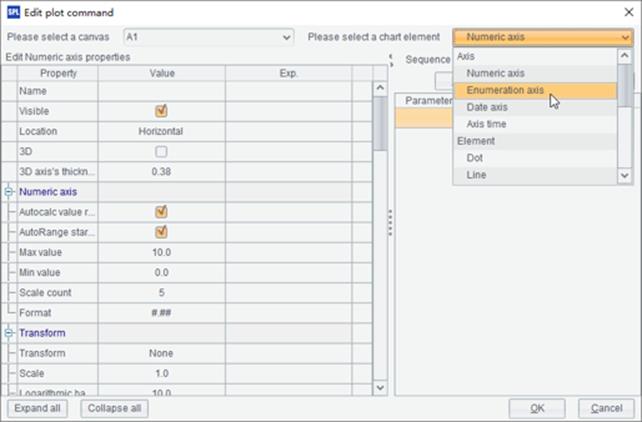 SPL Edit plot command
Please select a canvas A1 Please select a chart element Numeric axis
Edit Numeric axis properties
Property Value Exp.
Name
Visible
Location Horizontal
3D
3D axis's thickn... 0.38
Numeric axis
Autocalc value r...
AutoRange star...
Max value 10.0
Min value 0.0
Scale count 5
Format #.##
Transform
Transform None
Scale 1.0
Logarithmic ba... 10.0
Sequence
Parameter
Axis
Numeric axis
Enumeration axis
Date axis
Axis time
Element
Dot
Line
Expand all Collapse all OK Cancel